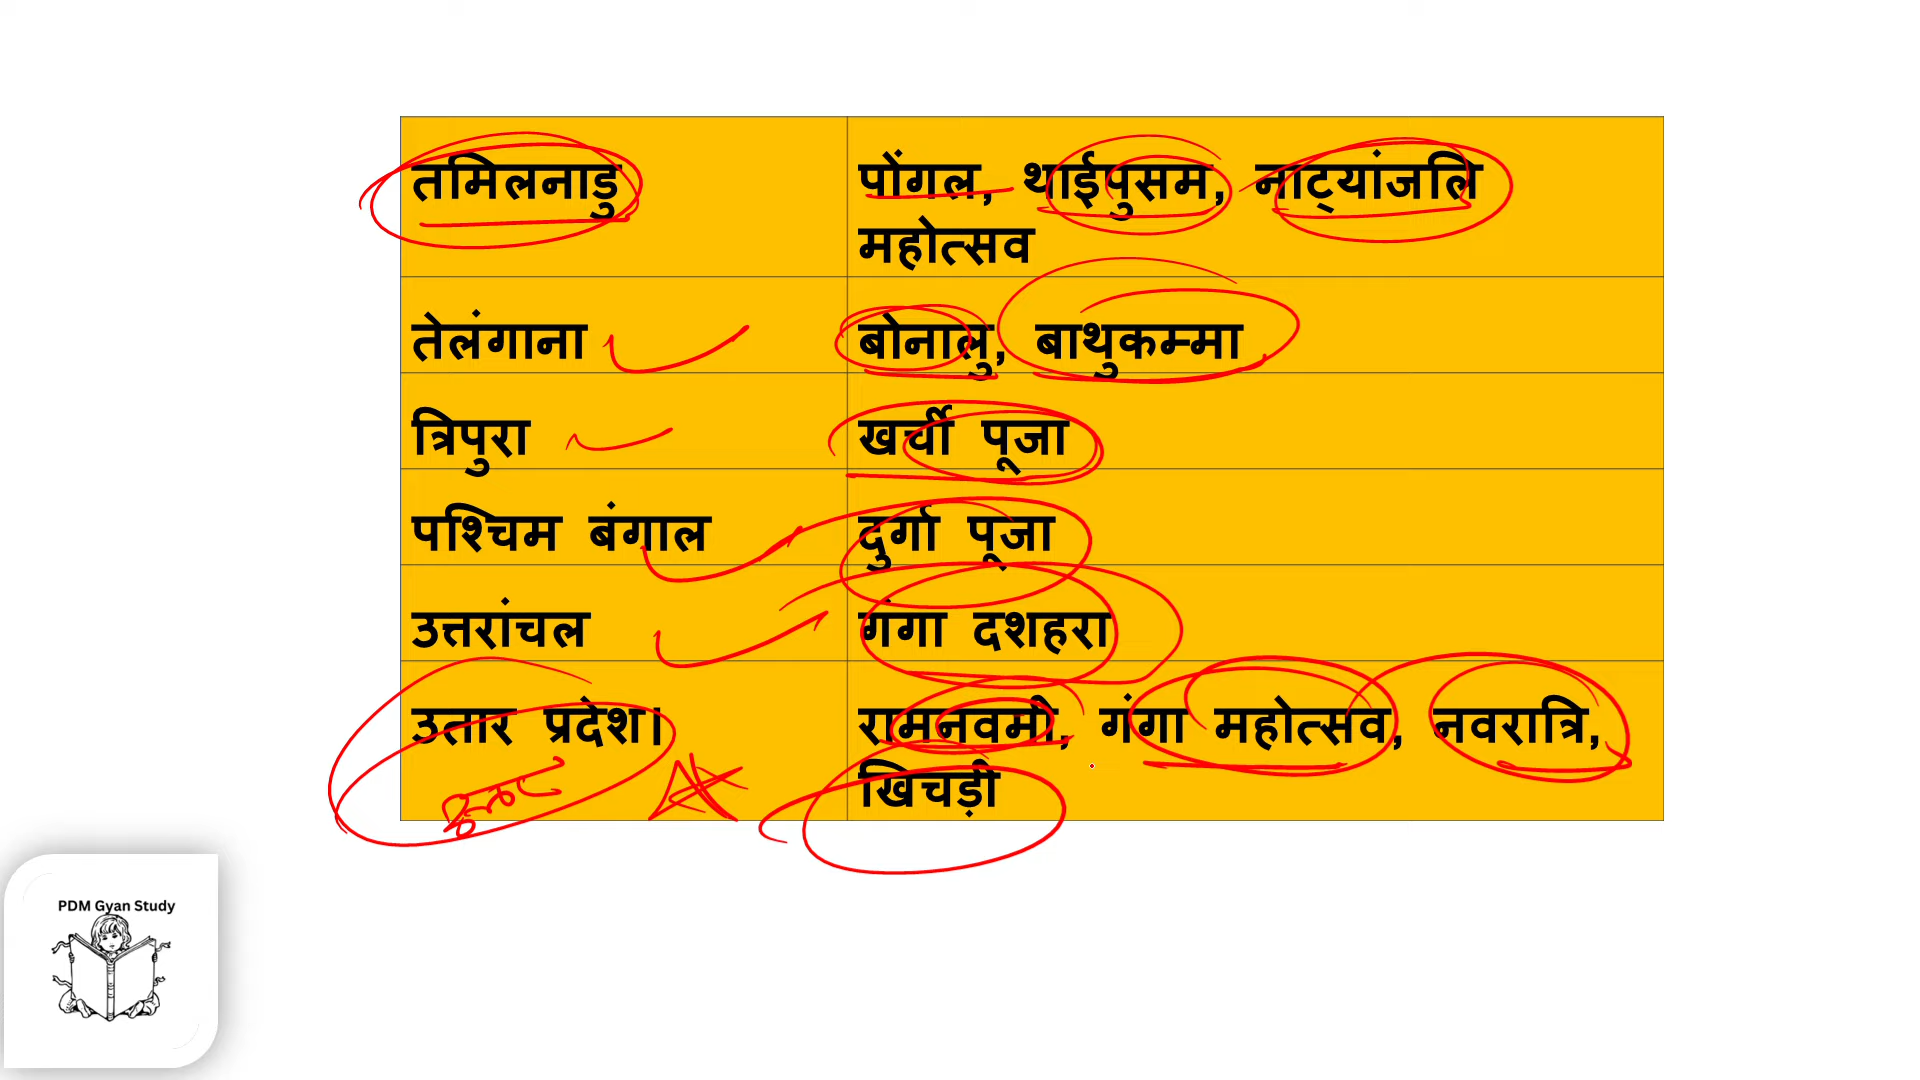 तमिलनाडु
पोंगल, थाईपुसम, नाट्यांजलि
महोत्सव
तेलंगाना
बोनालु, बाथुकम्मा
त्रिपुरा
खर्ची पूजा
पश्चिम बंगाल
दुर्गा पूजा
उत्तरांचल
गंगा दशहरा
उतार प्रदेश।
रामनवमी, गंगा महोत्सव, नवरात्रि,
खिचड़ी
PDM Gyan Study